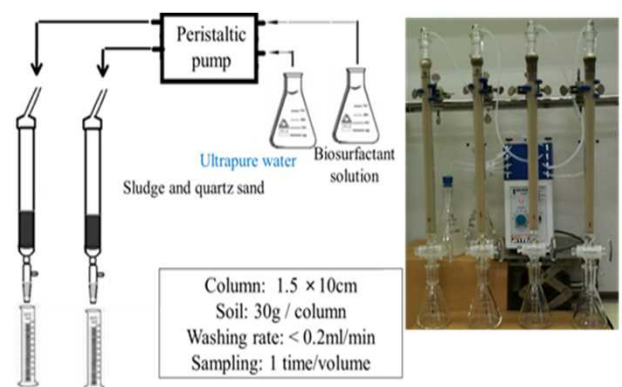 Peristaltic
pump
Ultrapure water
Biosurfactant
solution
Sludge and quartz sand
Column: 1.5 ×10cm
Soil: 30g / column
Washing rate: < 0.2ml/min
Sampling: 1 time/volume